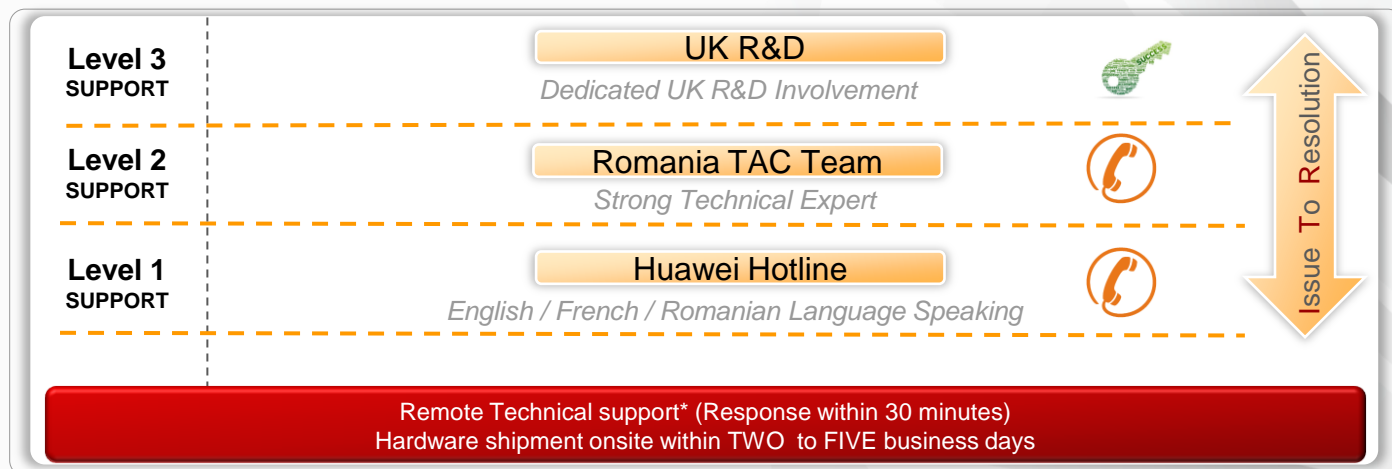 Level 3
SUPPORT
UK R&D
Dedicated UK R&D Involvement
SUCCESS
Level 2
SUPPORT
Romania TAC Team
Strong Technical Expert
Level 1
SUPPORT
Huawei Hotline
English / French / Romanian Language Speaking
Issue To Resolution
Remote Technical support* (Response within 30 minutes)
Hardware shipment onsite within TWO to FIVE business days